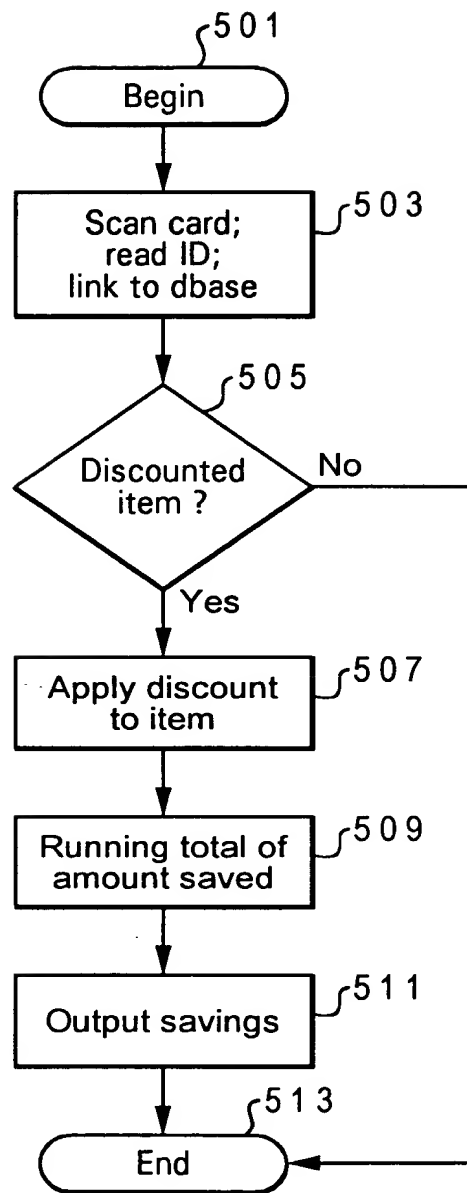 501
Begin
503
Scan card;
read ID;
link to dbase
505
Discounted
item ?
No
Yes
507
Apply discount
to item
509
Running total of
amount saved
511
Output savings
513
End